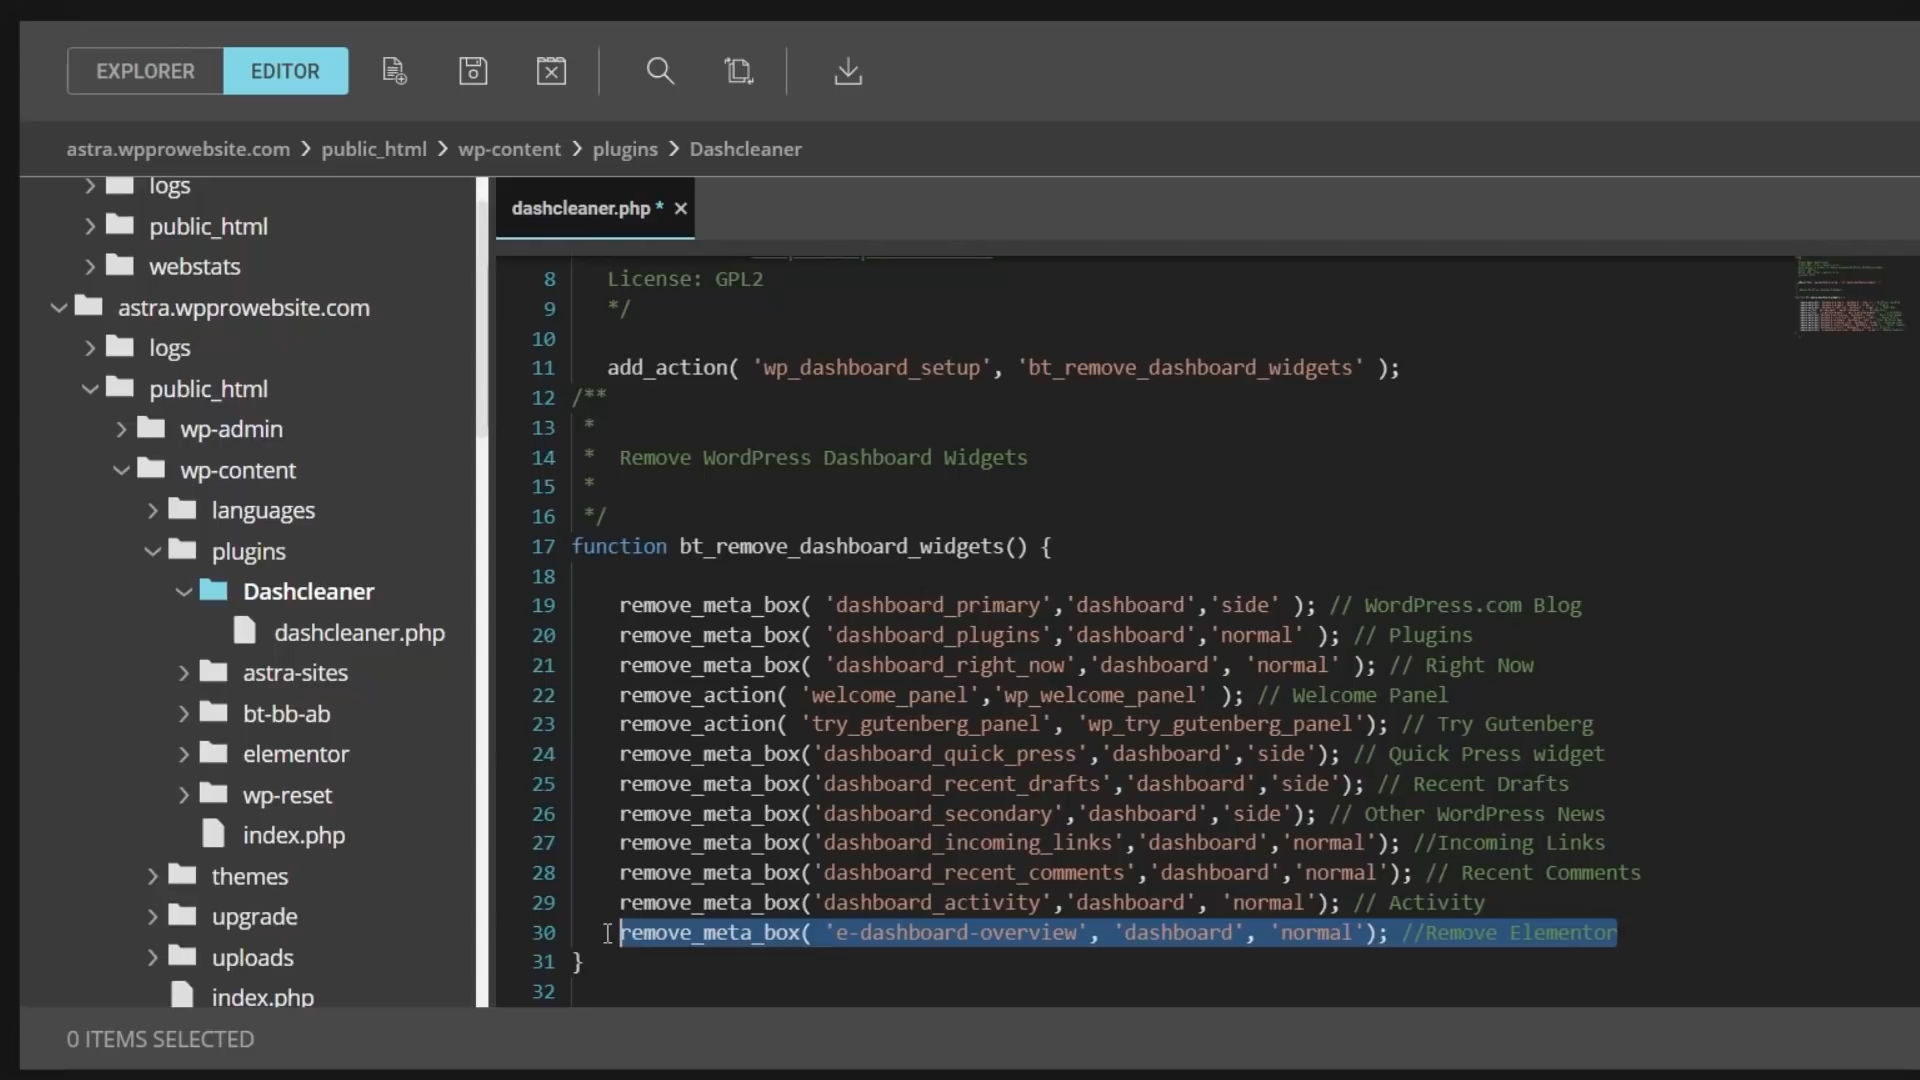 EXPLORER EDITOR
astra.wpprowebsite.com > public_html > wp-content > plugins > Dashcleaner
logs
public_html
webstats
astra.wpprowebsite.com
logs
public_html
wp-admin
wp-content
languages
plugins
Dashcleaner
dashcleaner.php
astra-sites
bt-bb-ab
elementor
wp-reset
index.php
themes
upgrade
uploads
index.php
dashcleaner.php *
8 License: GPL2
9 */
10
11 add_action( 'wp_dashboard_setup', 'bt_remove_dashboard_widgets' );
12 /**
13 *
14 * Remove WordPress Dashboard Widgets
15 *
16 */
17 function bt_remove_dashboard_widgets() {
18
19 remove_meta_box( 'dashboard_primary','dashboard','side' ); // WordPress.com Blog
20 remove_meta_box( 'dashboard_plugins','dashboard','normal' ); // Plugins
21 remove_meta_box( 'dashboard_right_now','dashboard', 'normal' ); // Right Now
22 remove_action( 'welcome_panel','wp_welcome_panel' ); // Welcome Panel
23 remove_action( 'try_gutenberg_panel', 'wp_try_gutenberg_panel'); // Try Gutenberg
24 remove_meta_box('dashboard_quick_press','dashboard','side'); // Quick Press widget
25 remove_meta_box('dashboard_recent_drafts','dashboard','side'); // Recent Drafts
26 remove_meta_box('dashboard_secondary','dashboard','side'); // Other WordPress News
27 remove_meta_box('dashboard_incoming_links','dashboard','normal'); //Incoming Links
28 remove_meta_box('dashboard_recent_comments','dashboard','normal'); // Recent Comments
29 remove_meta_box('dashboard_activity','dashboard', 'normal'); // Activity
30 remove_meta_box( 'e-dashboard-overview', 'dashboard', 'normal'); //Remove Elementor
31 }
32
0 ITEMS SELECTED